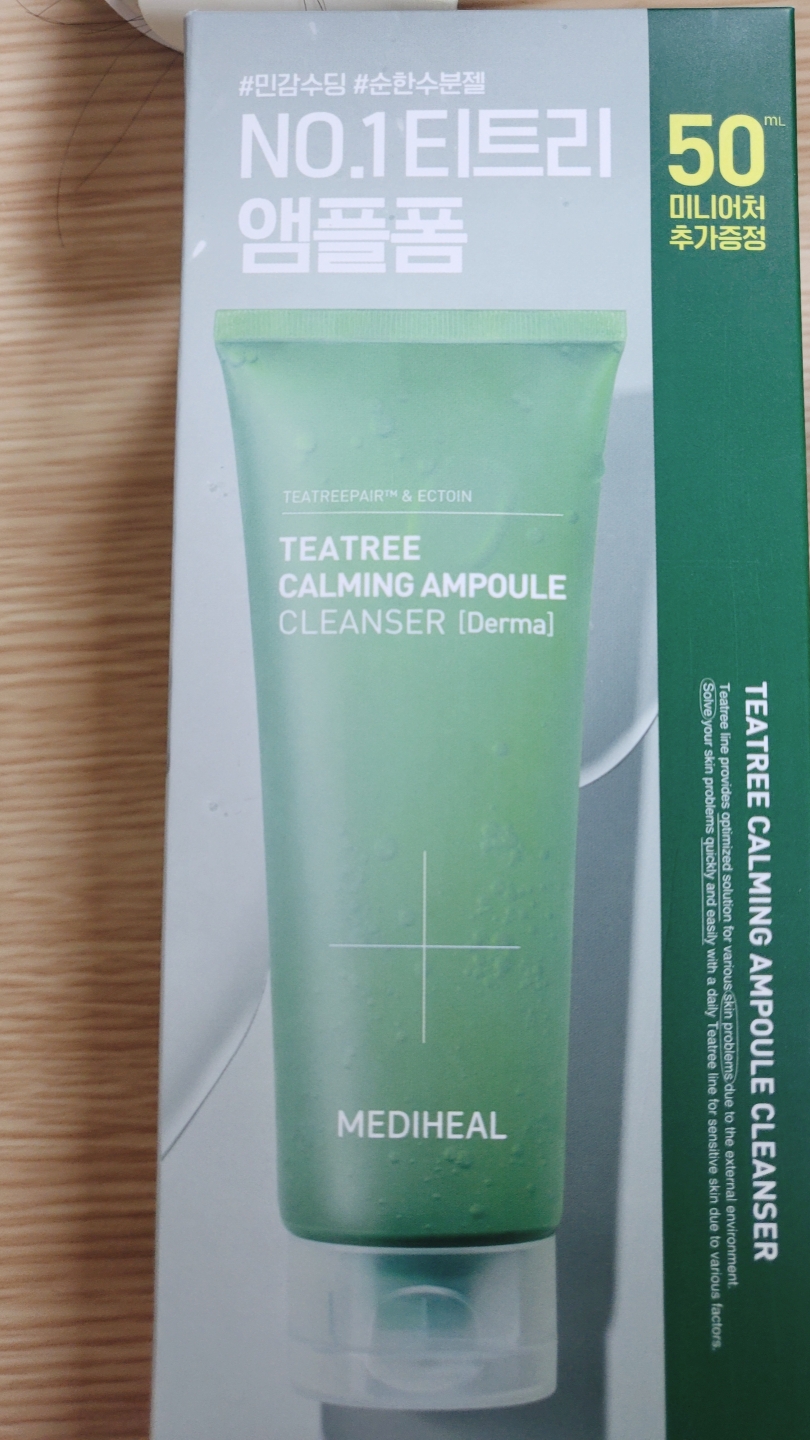 #민감수딩 #순한수분젤
NO.1 티트리
앰플폼
50mL
미니어처
추가증정
TEATREEPAIR™ & ECTOIN
TEATREE
CALMING AMPOULE
CLEANSER [Derma]
MEDIHEAL
TEATREE CALMING AMPOULE CLEANSER
Teatree line provides optimized solution for various skin problems due to the external environment.
Solve your skin problems quickly and easily with a daily Teatree line for sensitive skin due to various factors.